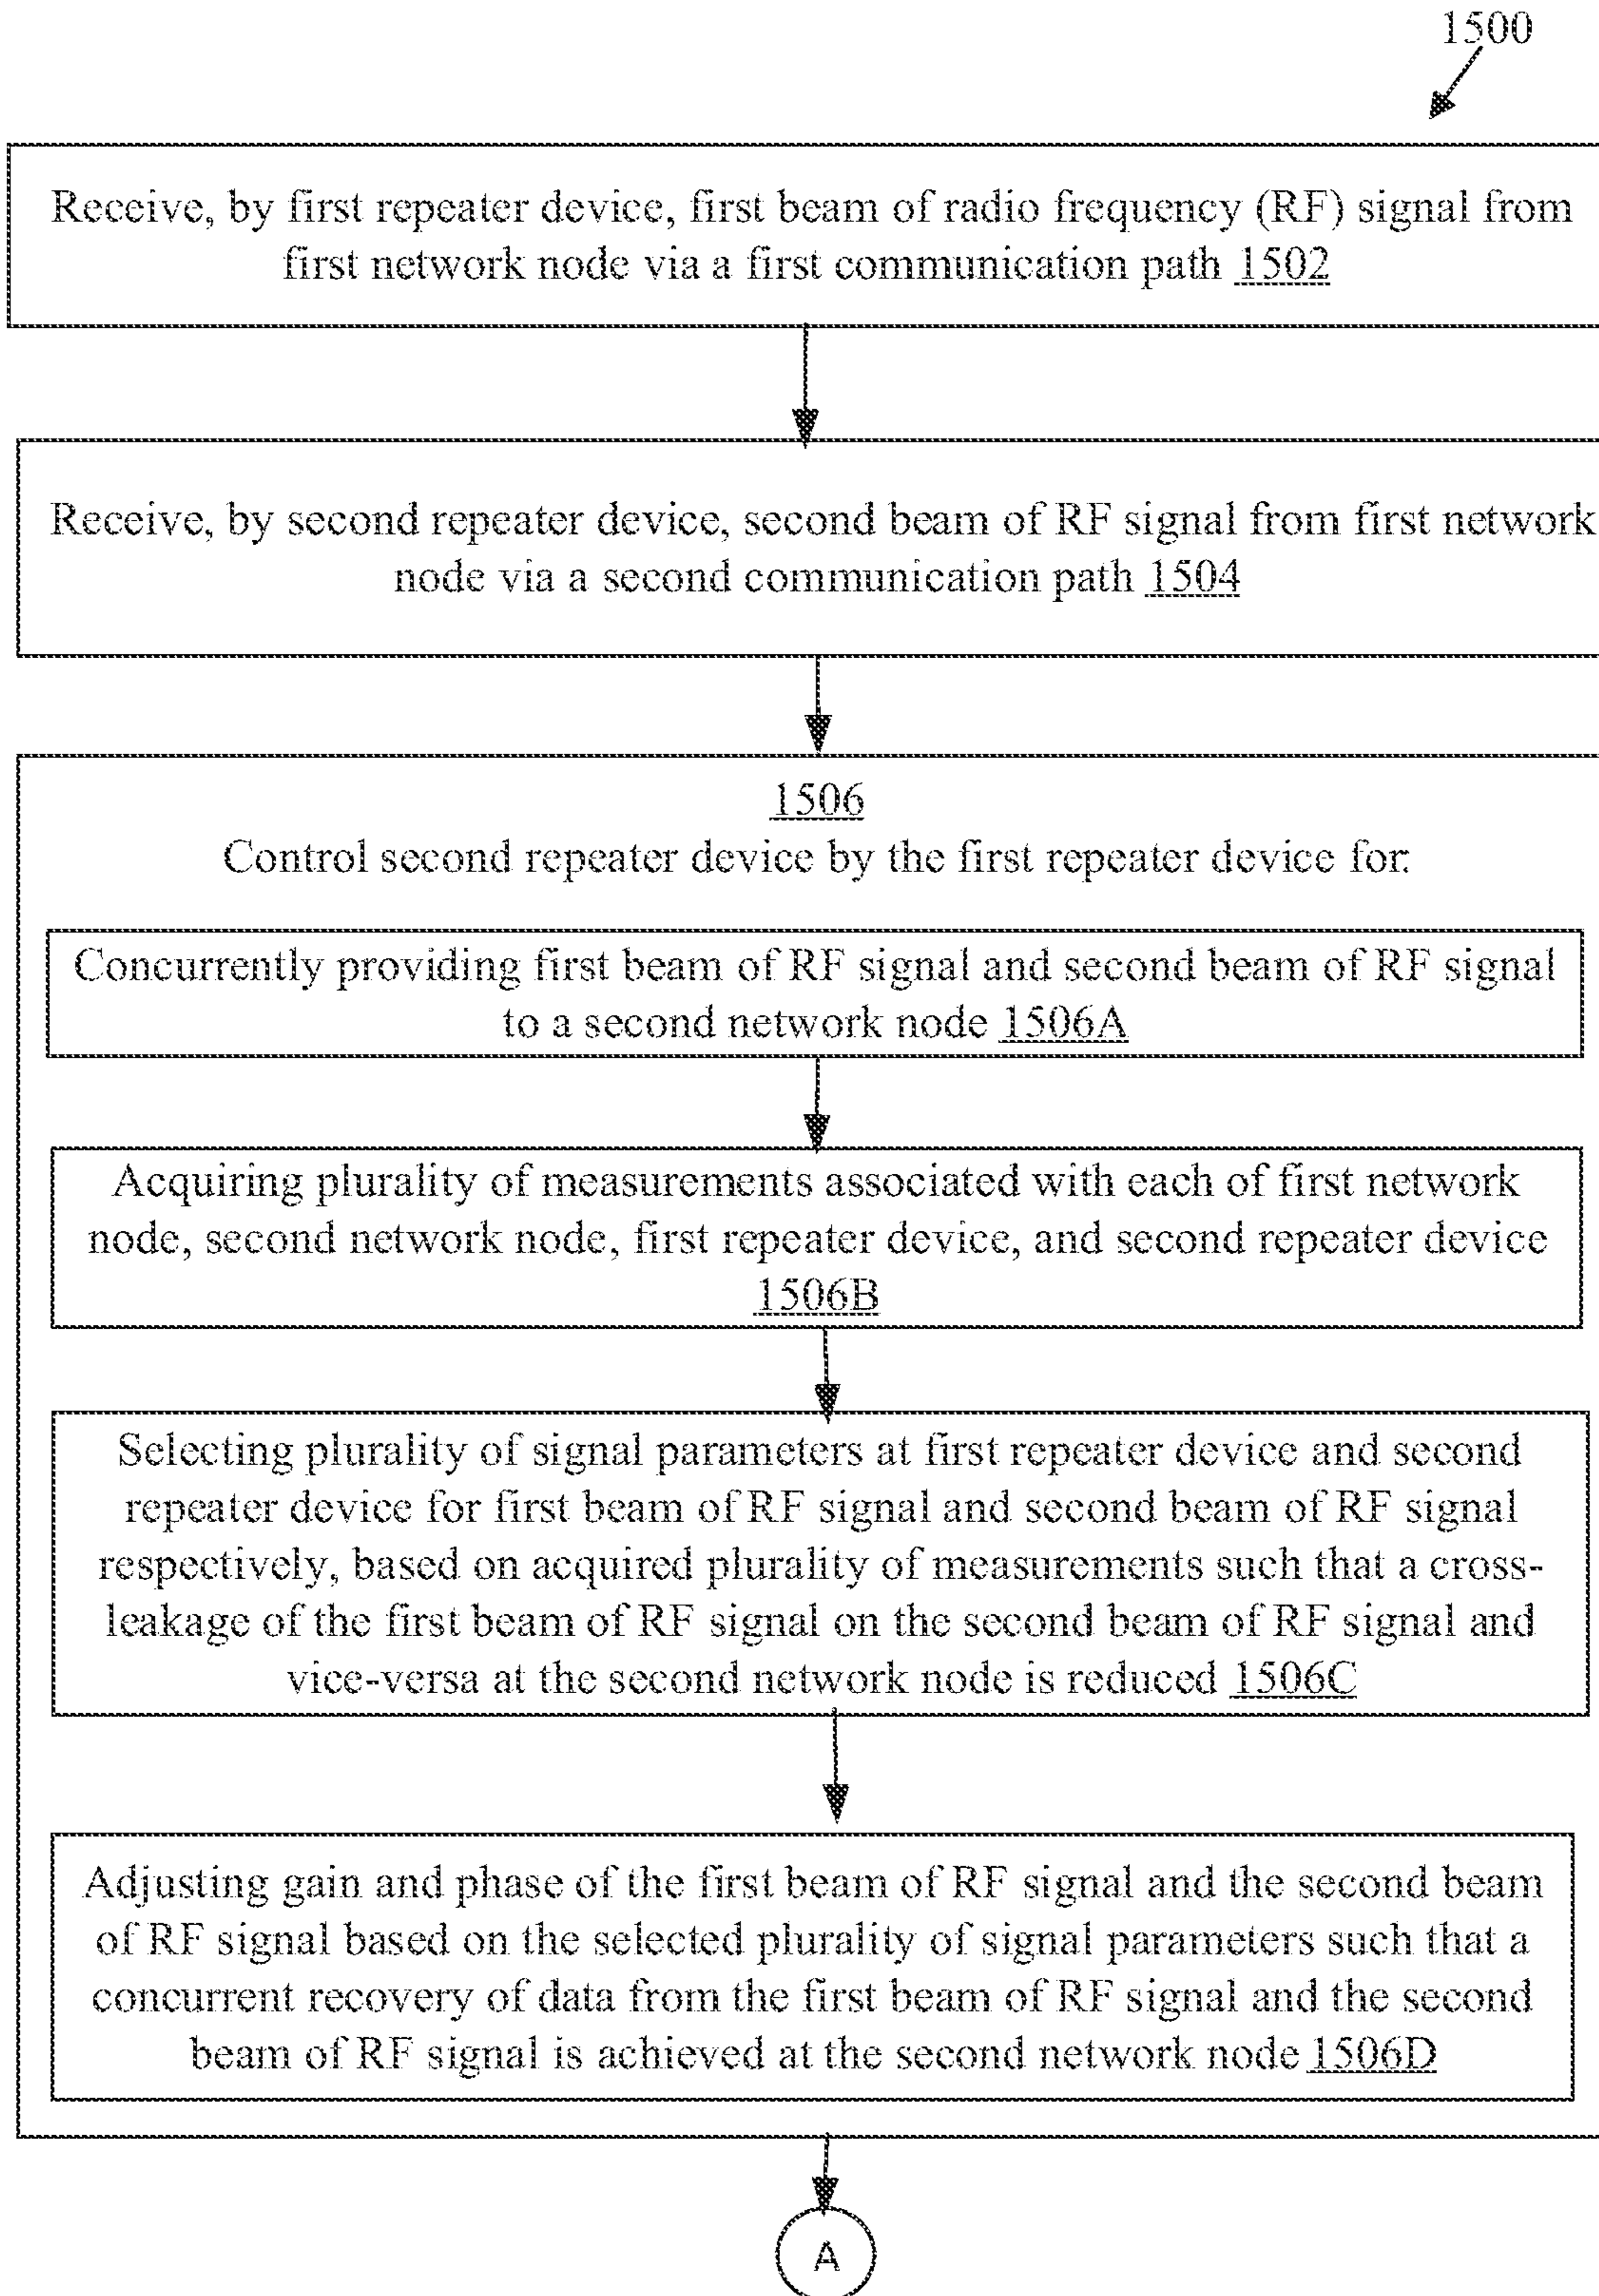 1500
Receive, by first repeater device, first beam of radio frequency (RF) signal from
first network node via a first communication path 1502
Receive, by second repeater device, second beam of RF signal from first network
node via a second communication path 1504
1506
Control second repeater device by the first repeater device for:
Concurrently providing first beam of RF signal and second beam of RF signal
to a second network node 1506A
Acquiring plurality of measurements associated with each of first network
node, second network node, first repeater device, and second repeater device
1506B
Selecting plurality of signal parameters at first repeater device and second
repeater device for first beam of RF signal and second beam of RF signal
respectively, based on acquired plurality of measurements such that a cross-
leakage of the first beam of RF signal on the second beam of RF signal and
vice-versa at the second network node is reduced 1506C
Adjusting gain and phase of the first beam of RF signal and the second beam
of RF signal based on the selected plurality of signal parameters such that a
concurrent recovery of data from the first beam of RF signal and the second
beam of RF signal is achieved at the second network node 1506D
A